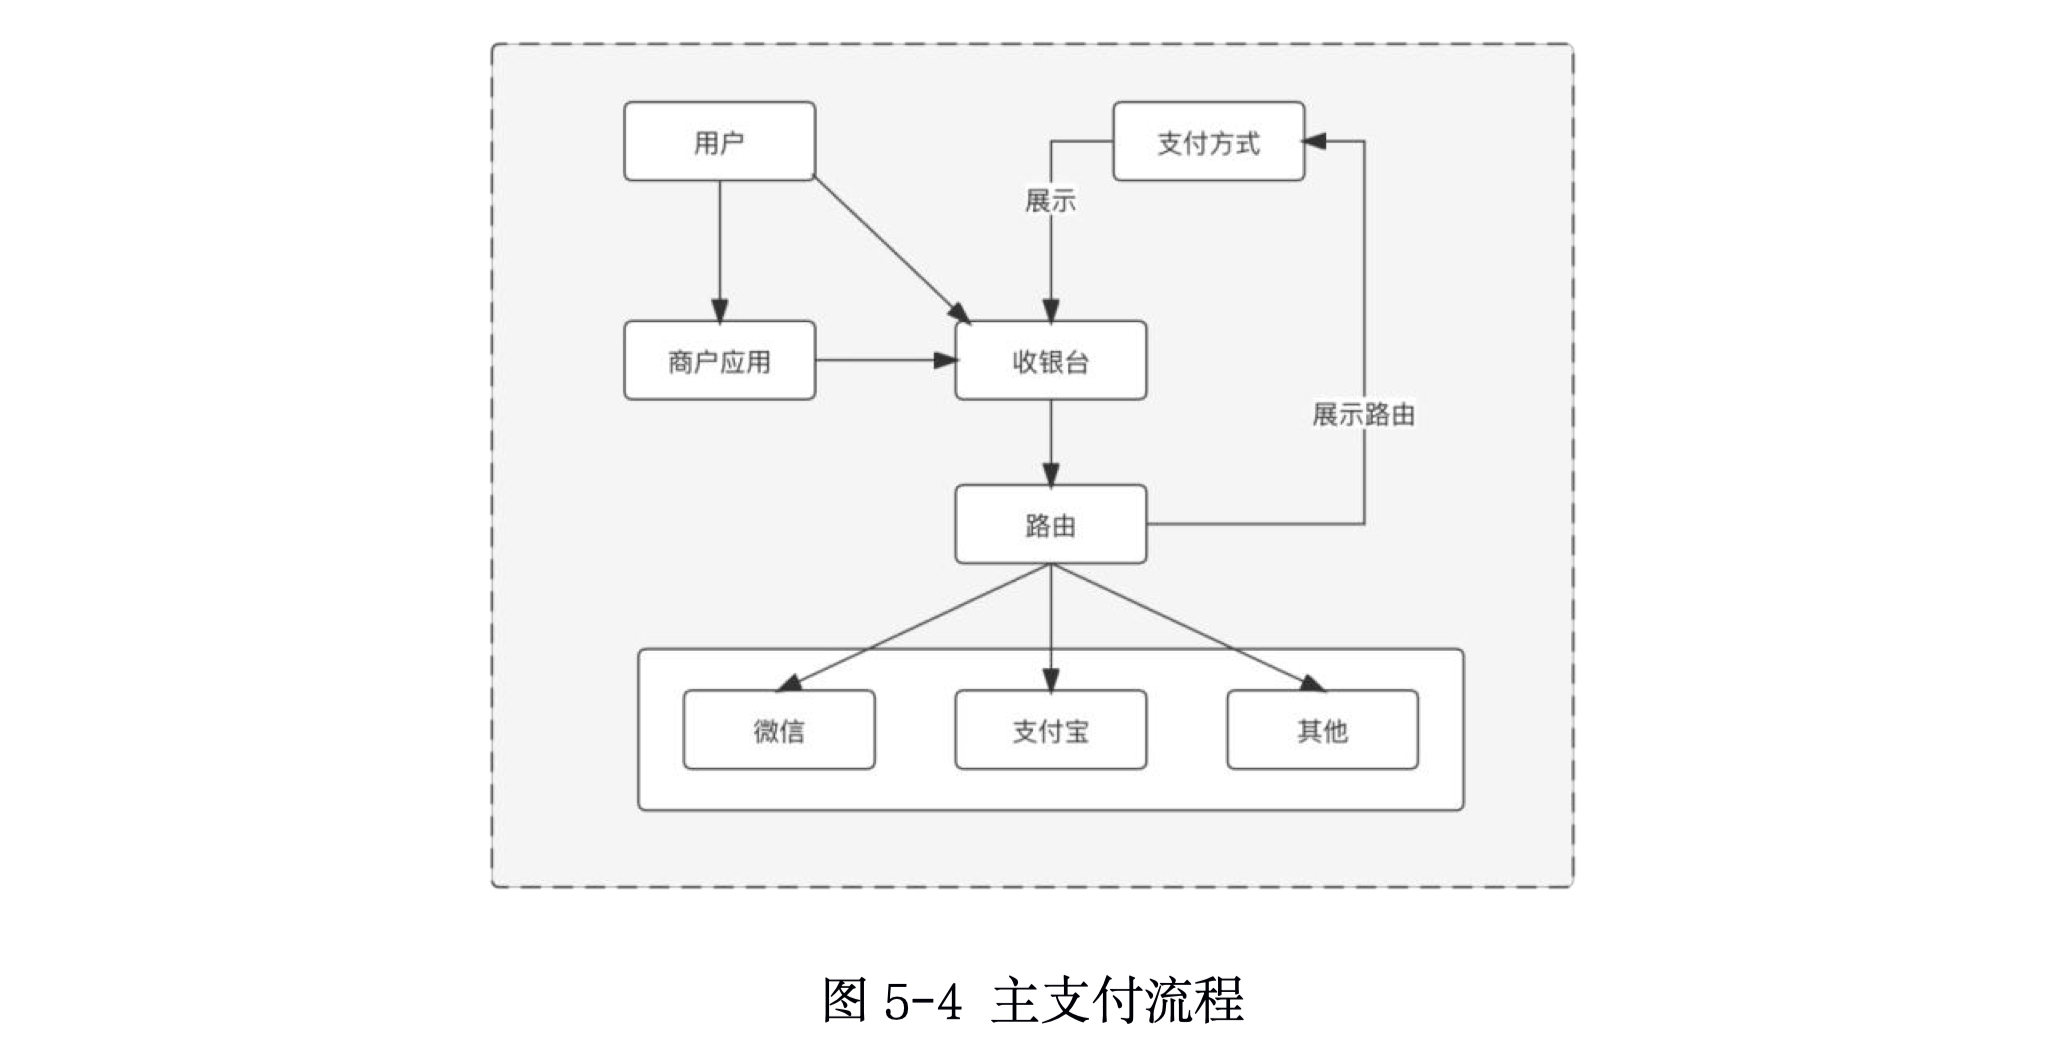 用户
支付方式
展示
商户应用
收银台
展示路由
路由
微信
支付宝
其他
图 5-4 主支付流程